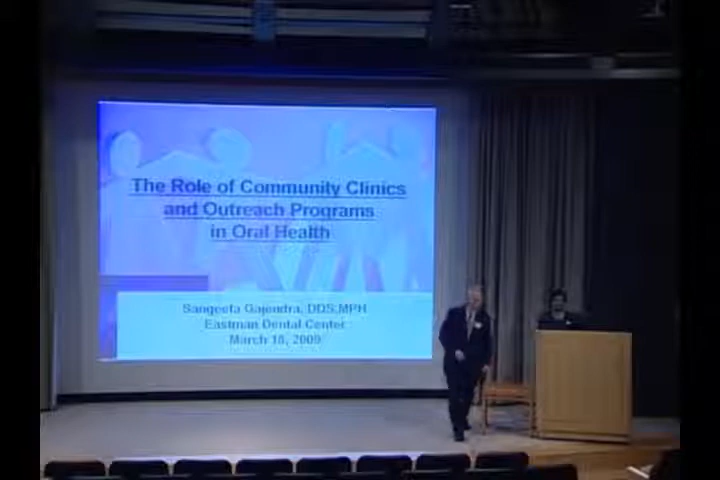 The Role of Community Clinics
and Outreach Programs
in Oral Health
Sangeeta Gajendra, DDS,MPH
Eastman Dental Center
March 18, 2009